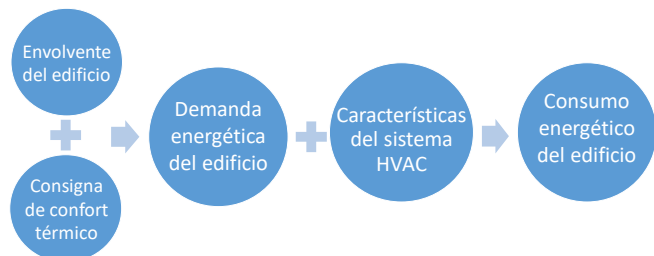 Envolvente
del edificio
Consigna
de confort
térmico
Demanda
energética
del edificio
Características
del sistema
HVAC
Consumo
energético
del edificio